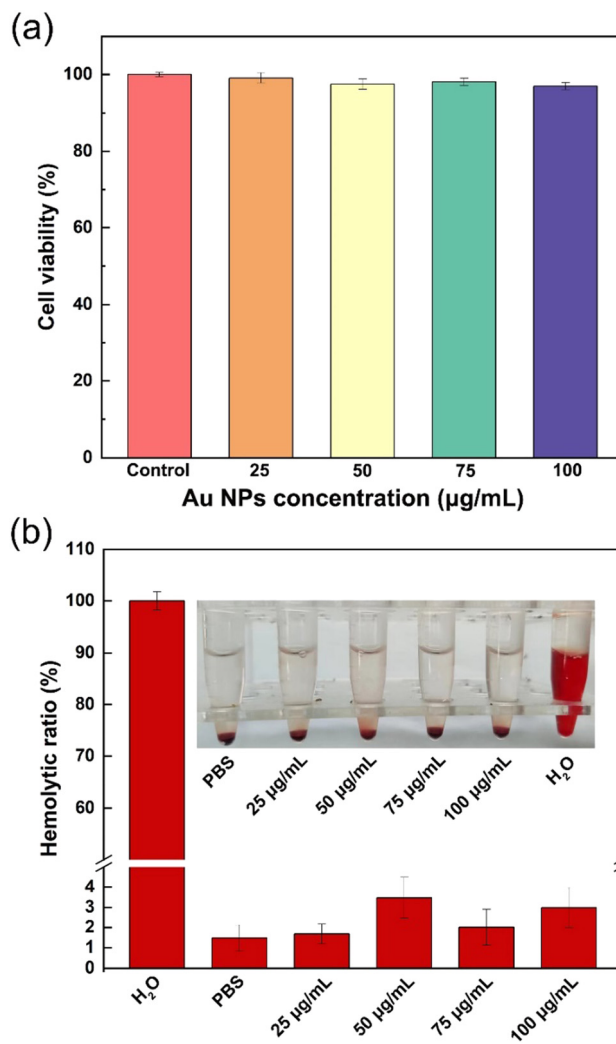 (a)
Cell viability (%)
100
80
60
40
20
0
Control 25 50 75 100
Au NPs concentration (µg/mL)
(b)
Hemolytic ratio (%)
110
100
90
80
70
60
4
3
2
1
0
PBS 25 µg/mL 50 µg/mL 75 µg/mL 100 µg/mL H₂O
H₂O PBS 25 µg/mL 50 µg/mL 75 µg/mL 100 µg/mL